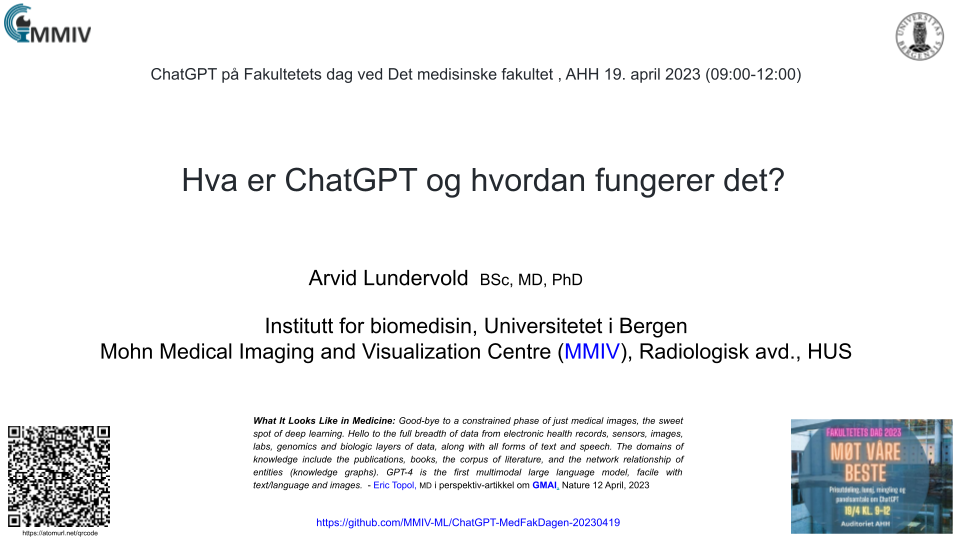 MMIV
UNIVERSITAS
BERGENSIS
ChatGPT på Fakultetets dag ved Det medisinske fakultet , AHH 19. april 2023 (09:00-12:00)
Hva er ChatGPT og hvordan fungerer det?
Arvid Lundervold BSc, MD, PhD
Institutt for biomedisin, Universitetet i Bergen
Mohn Medical Imaging and Visualization Centre (MMIV), Radiologisk avd., HUS
What It Looks Like in Medicine: Good-bye to a constrained phase of just medical images, the sweet
spot of deep learning. Hello to the full breadth of data from electronic health records, sensors, images,
labs, genomics and biologic layers of data, along with all forms of text and speech. The domains of
knowledge include the publications, books, the corpus of literature, and the network relationship of
entities (knowledge graphs). GPT-4 is the first multimodal large language model, facile with
text/language and images. - Eric Topol, MD i perspektiv-artikkel om GMAI, Nature 12 April, 2023
https://github.com/MMIV-ML/ChatGPT-MedFakDagen-20230419
https://atomurl.net/qrcode
FAKULTETETS DAG 2023
MØT VÅRE
BESTE
Prisutdeling, lunsj, mingling og
panelsamtale om ChatGPT
19/4 KL. 9-12
Auditoriet AHH